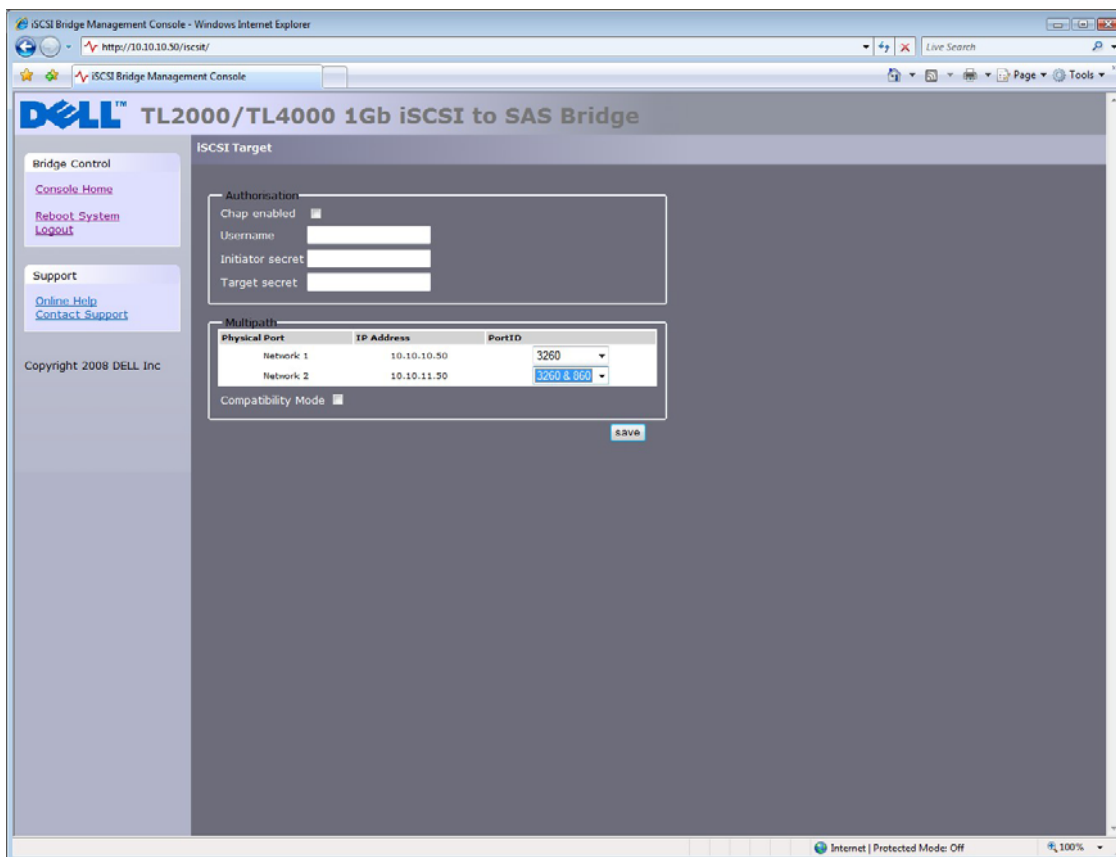 iSCSI Bridge Management Console - Windows Internet Explorer
http://10.10.10.50/iscsit/
Live Search
iSCSI Bridge Management Console
Page
Tools
DELL™ TL2000/TL4000 1Gb iSCSI to SAS Bridge
iSCSI Target
Bridge Control
Console Home
Reboot System
Logout
Support
Online Help
Contact Support
Copyright 2008 DELL Inc
Authorisation
Chap enabled
Username
Initiator secret
Target secret
Multipath
Physical Port IP Address PortID
Network 1 10.10.10.50 3260
Network 2 10.10.11.50 3260 & 860
Compatibility Mode
save
Internet | Protected Mode: Off
100%